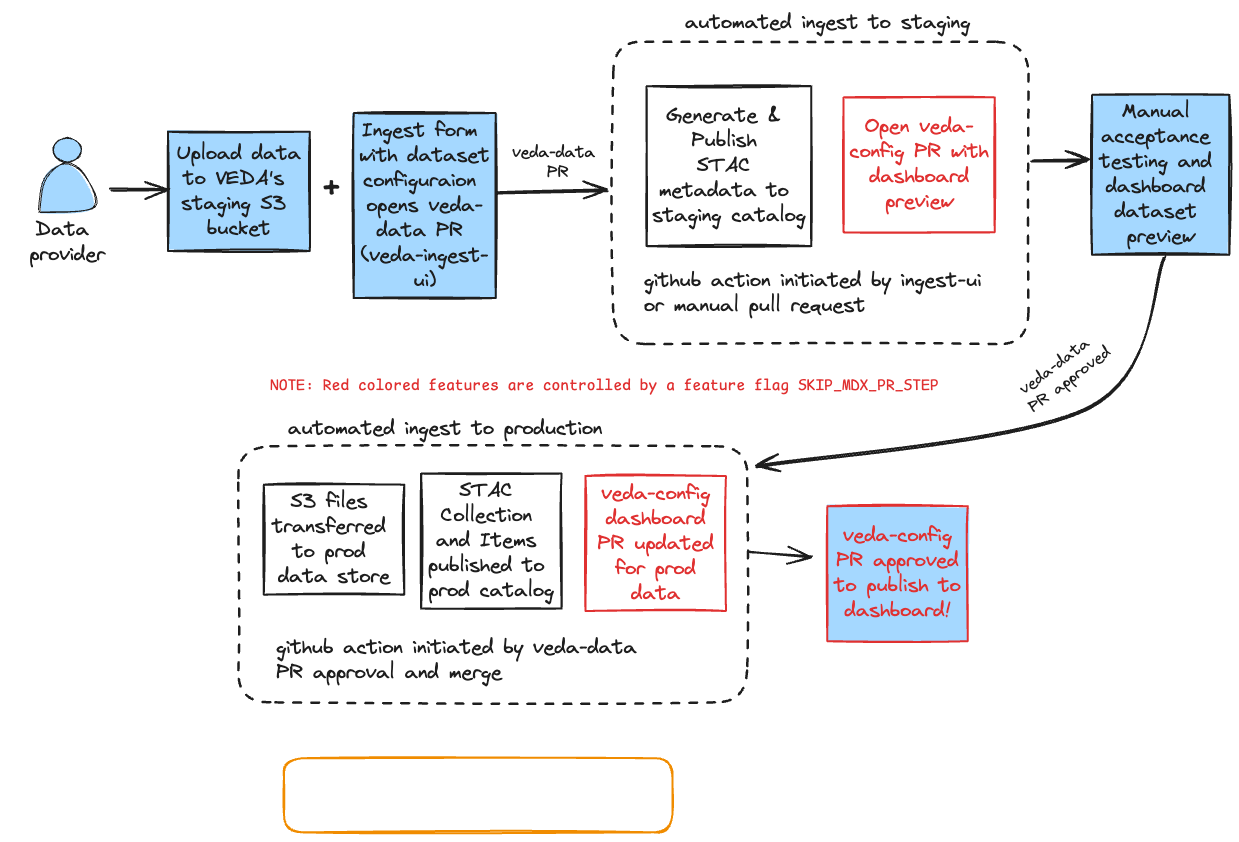 automated ingest to staging
Data
provider
Upload data
to VEDA's
staging S3
bucket
+
Ingest form
with dataset
configuraion
opens veda-
data PR
(veda-ingest-
ui)
veda-data
PR
Generate &
Publish
STAC
metadata to
staging catalog
Open veda-
config PR with
dashboard
preview
github action initiated by ingest-ui
or manual pull request
Manual
acceptance
testing and
dashboard
dataset
preview
veda-data
PR approved
NOTE: Red colored features are controlled by a feature flag SKIP_MDX_PR_STEP
automated ingest to production
S3 files
transferred
to prod
data store
STAC
Collection
and Items
published to
prod catalog
veda-config
dashboard
PR updated
for prod
data
github action initiated by veda-data
PR approval and merge
veda-config
PR approved
to publish to
dashboard!